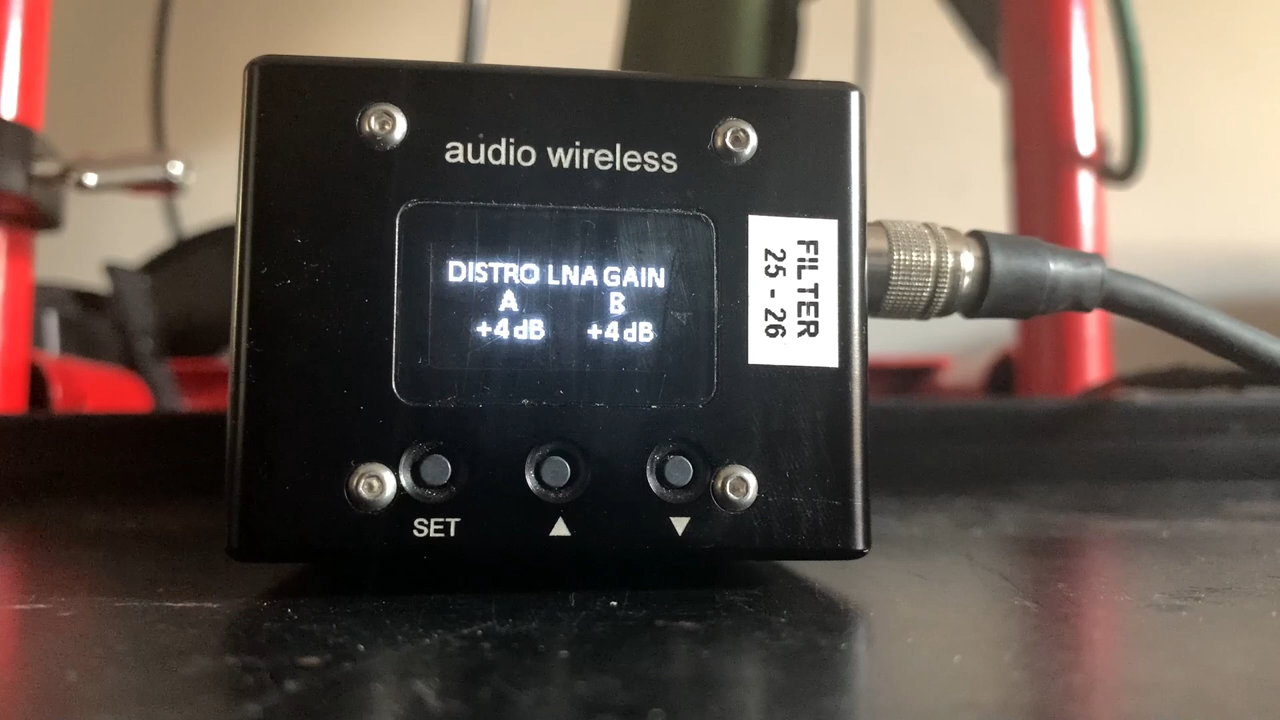 audio wireless
DISTRO LNA GAIN
A B
+4 dB +4 dB
FILTER
25 - 26
SET ▲ ▼